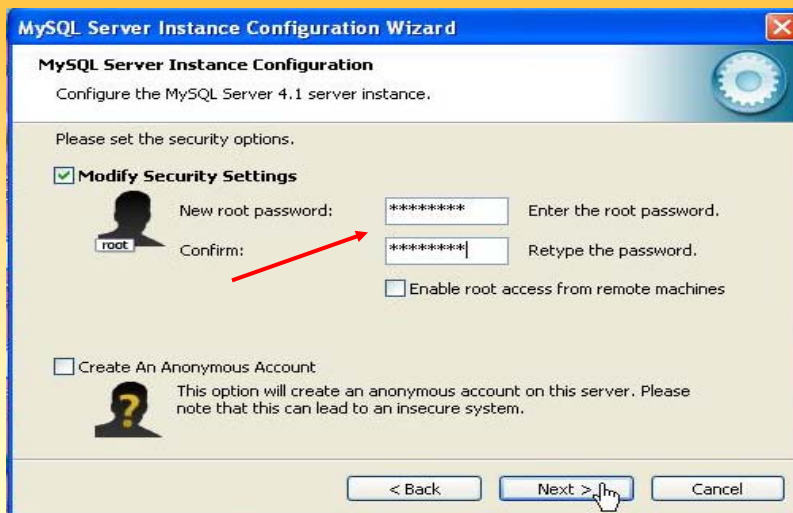 MySQL Server Instance Configuration Wizard
MySQL Server Instance Configuration
Configure the MySQL Server 4.1 server instance.
Please set the security options.
Modify Security Settings
New root password: ******** Enter the root password.
root
Confirm: ******** Retype the password.
Enable root access from remote machines
Create An Anonymous Account
This option will create an anonymous account on this server. Please
note that this can lead to an insecure system.
< Back Next > Cancel